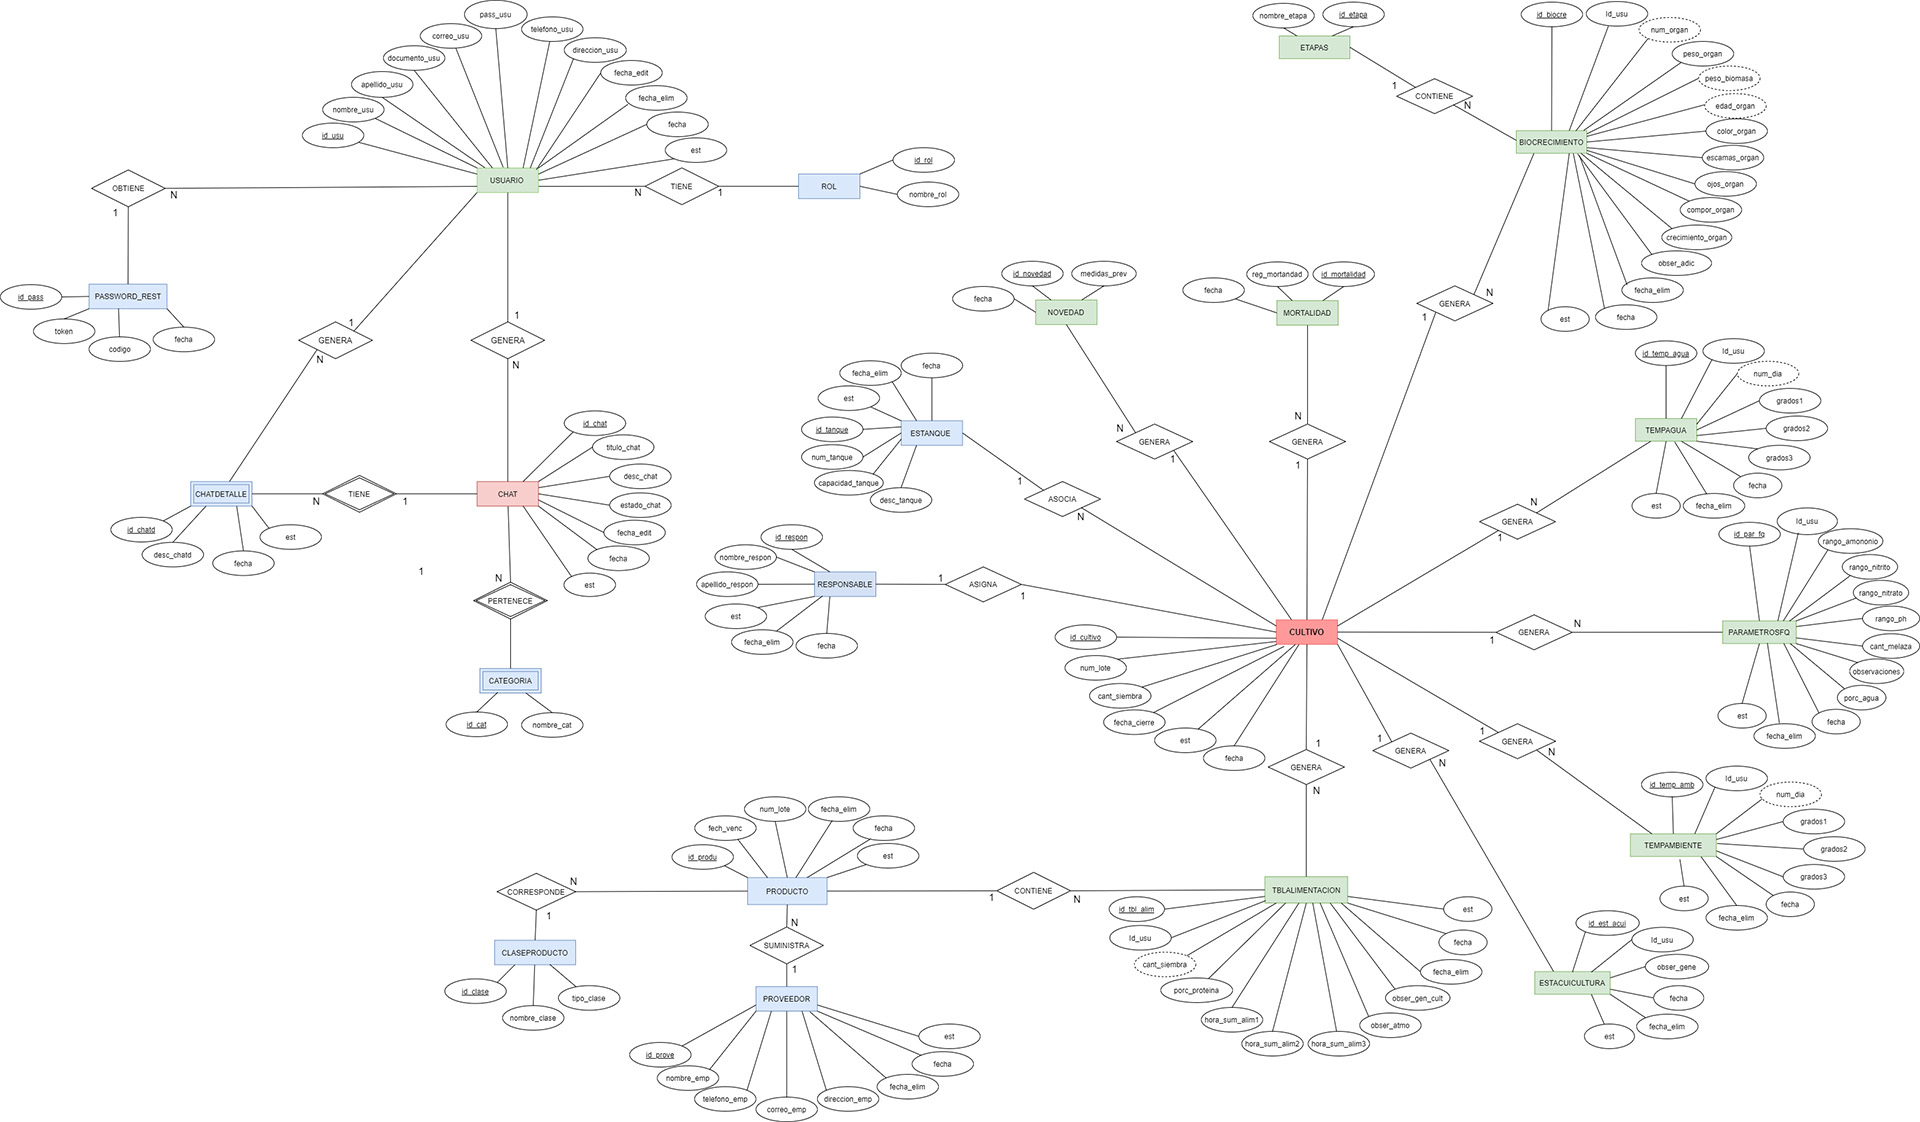 pass_usu
correo_usu
telefono_usu
documento_usu
direccion_usu
apellido_usu
fecha_edit
nombre_usu
fecha_elim
id_usu
fecha
est
USUARIO
OBTIENE
N
1
N
TIENE
1
ROL
id_rol
nombre_rol
id_pass
PASSWORD_REST
token
codigo
fecha
1
GENERA
N
1
GENERA
N
CHATDETALLE
id_chatd
desc_chatd
fecha
est
N
TIENE
1
CHAT
id_chat
titulo_chat
desc_chat
estado_chat
fecha_edit
fecha
est
1
N
PERTENECE
CATEGORIA
id_cat
nombre_cat
nombre_etapa
id_etapa
ETAPAS
1
CONTIENE
N
id_biocre
Id_usu
num_organ
peso_organ
peso_biomasa
edad_organ
color_organ
BIOCRECIMIENTO
escamas_organ
ojos_organ
compor_organ
crecimiento_organ
obser_adic
fecha_elim
fecha
est
N
GENERA
1
id_novedad
medidas_prev
fecha
NOVEDAD
N
GENERA
1
reg_mortandad
id_mortalidad
fecha
MORTALIDAD
N
GENERA
1
fecha_elim
fecha
est
id_tanque
ESTANQUE
num_tanque
capacidad_tanque
desc_tanque
1
ASOCIA
N
id_respon
nombre_respon
apellido_respon
RESPONSABLE
est
fecha_elim
fecha
1
ASIGNA
1
CULTIVO
id_cultivo
num_lote
cant_siembra
fecha_cierre
est
fecha
id_temp_agua
Id_usu
num_dia
grados1
TEMPAGUA
grados2
grados3
fecha
fecha_elim
est
N
GENERA
1
id_par_fq
Id_usu
rango_amononio
rango_nitrito
rango_nitrato
rango_ph
PARAMETROSFQ
cant_melaza
observaciones
porc_agua
fecha
fecha_elim
est
1
GENERA
N
1
GENERA
N
id_temp_amb
Id_usu
num_dia
grados1
TEMPAMBIENTE
grados2
grados3
fecha
fecha_elim
est
1
GENERA
N
id_est_acui
Id_usu
obser_gene
ESTACUICULTURA
fecha
fecha_elim
est
1
GENERA
N
TBLALIMENTACION
id_tbl_alim
Id_usu
cant_siembra
porc_proteina
hora_sum_alim1
hora_sum_alim2
hora_sum_alim3
obser_atmo
obser_gen_cult
fecha_elim
fecha
est
1
CONTIENE
N
num_lote
fecha_elim
fech_venc
fecha
id_produ
est
PRODUCTO
CORRESPONDE
N
1
CLASEPRODUCTO
id_clase
nombre_clase
tipo_clase
N
SUMINISTRA
1
PROVEEDOR
id_prove
nombre_emp
telefono_emp
correo_emp
direccion_emp
fecha_elim
fecha
est